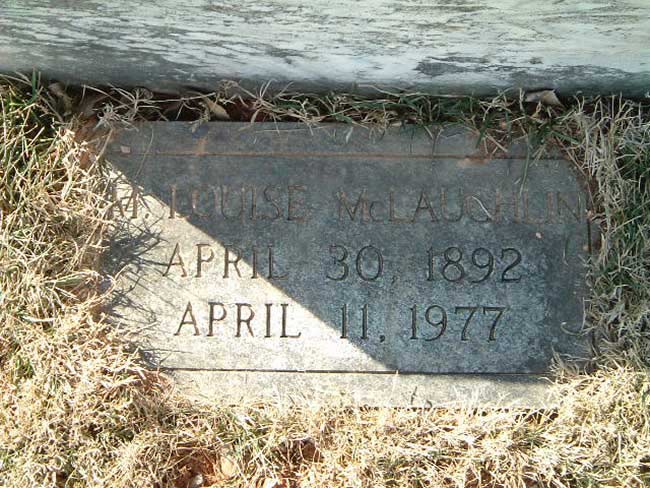 M. LOUISE McLAUGHLIN
APRIL 30, 1892
APRIL 11, 1977